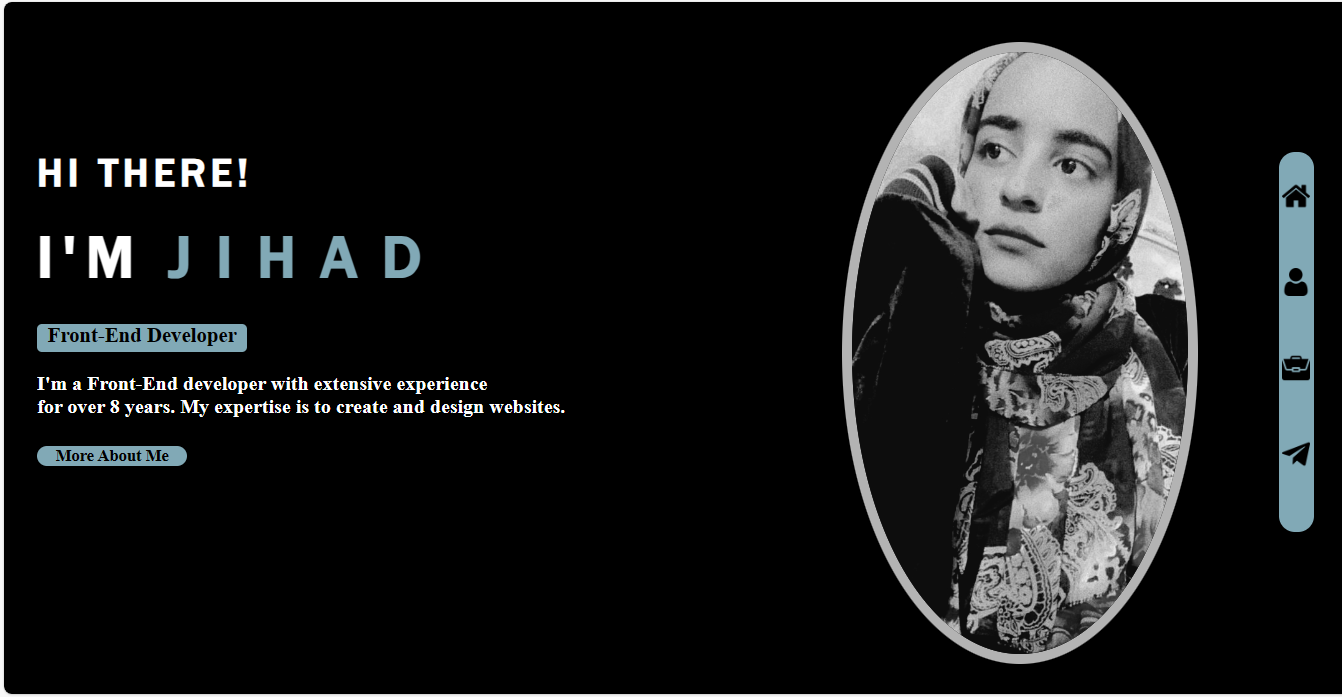 HI THERE!
I'M JIHAD
Front-End Developer
I'm a Front-End developer with extensive experience
for over 8 years. My expertise is to create and design websites.
More About Me